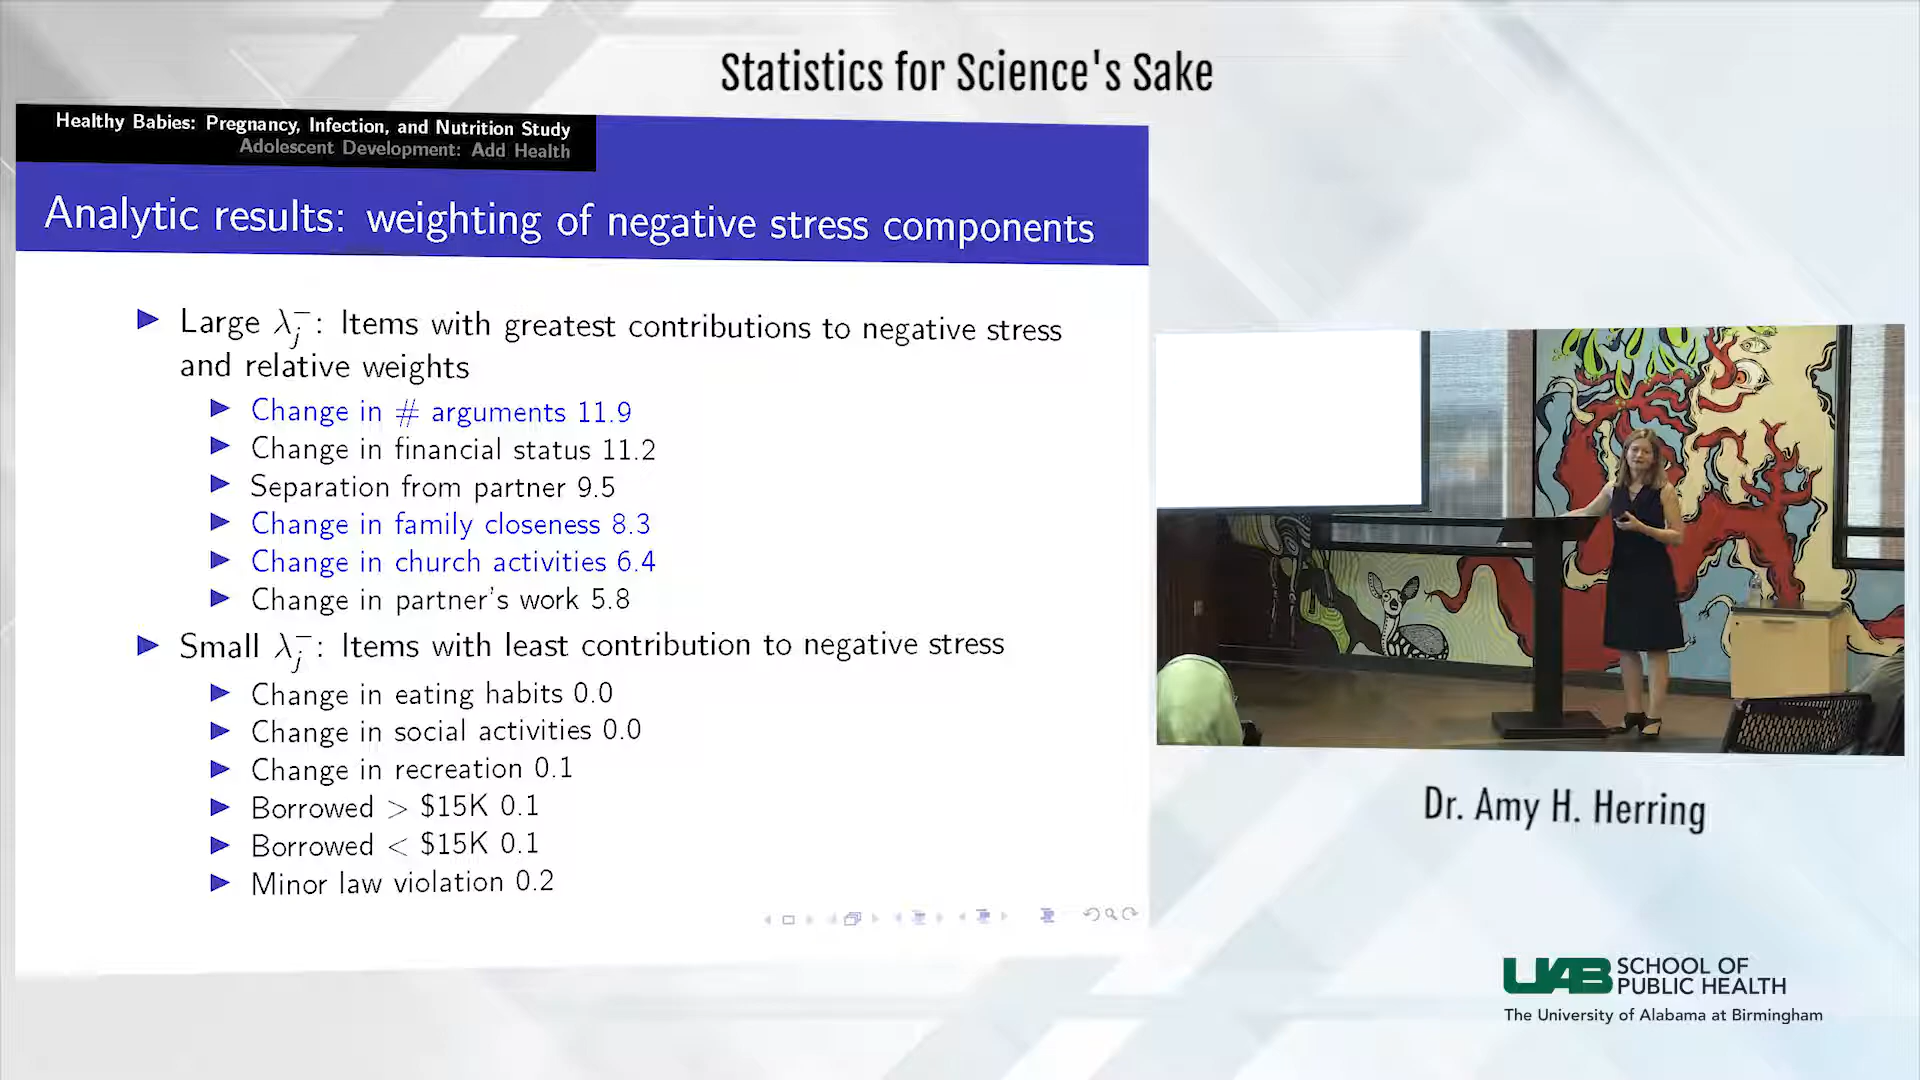 Statistics for Science's Sake
Healthy Babies: Pregnancy, Infection, and Nutrition Study
Adolescent Development: Add Health
Analytic results: weighting of negative stress components
Large λj−: Items with greatest contributions to negative stress
and relative weights
Change in # arguments 11.9
Change in financial status 11.2
Separation from partner 9.5
Change in family closeness 8.3
Change in church activities 6.4
Change in partner's work 5.8
Small λj−: Items with least contribution to negative stress
Change in eating habits 0.0
Change in social activities 0.0
Change in recreation 0.1
Borrowed > $15K 0.1
Borrowed < $15K 0.1
Minor law violation 0.2
Dr. Amy H. Herring
UAB SCHOOL OF
PUBLIC HEALTH
The University of Alabama at Birmingham